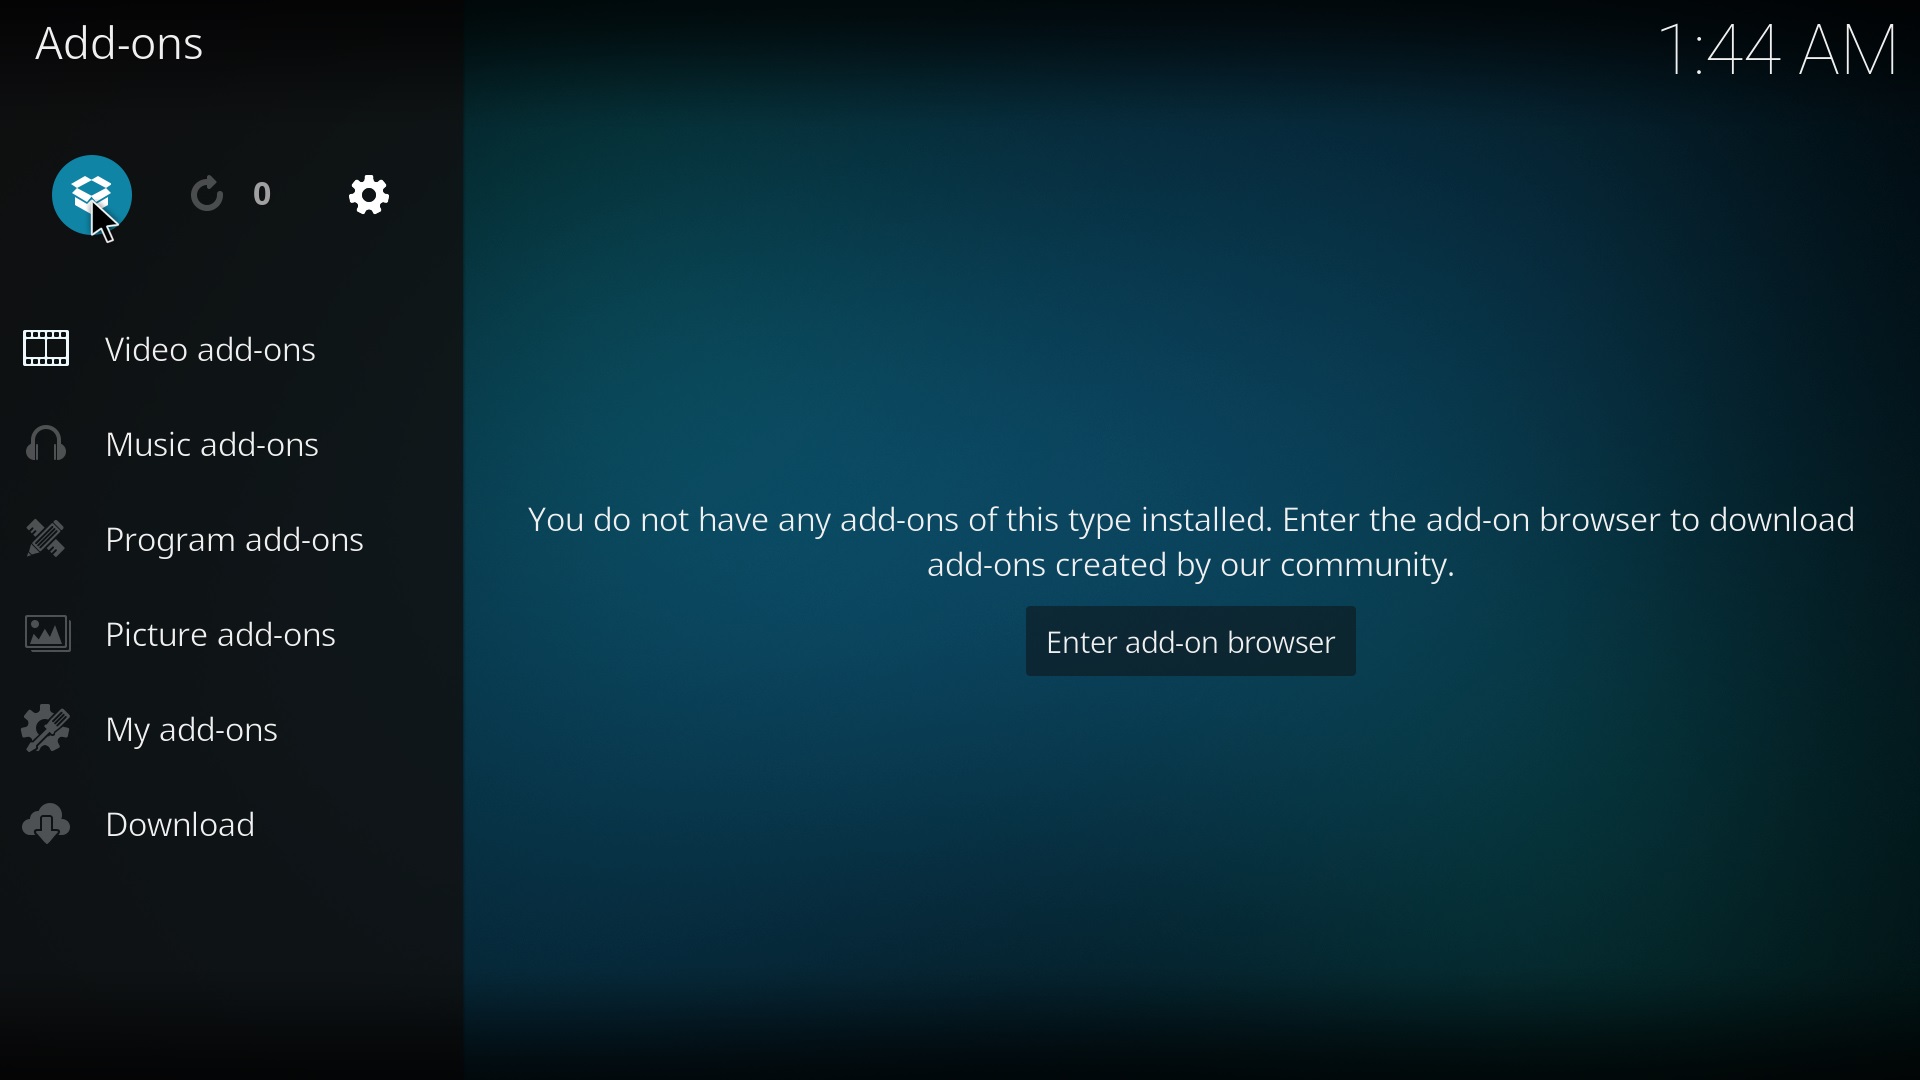 Add-ons
1:44 AM
0
Video add-ons
Music add-ons
Program add-ons
Picture add-ons
My add-ons
Download
You do not have any add-ons of this type installed. Enter the add-on browser to download
add-ons created by our community.
Enter add-on browser